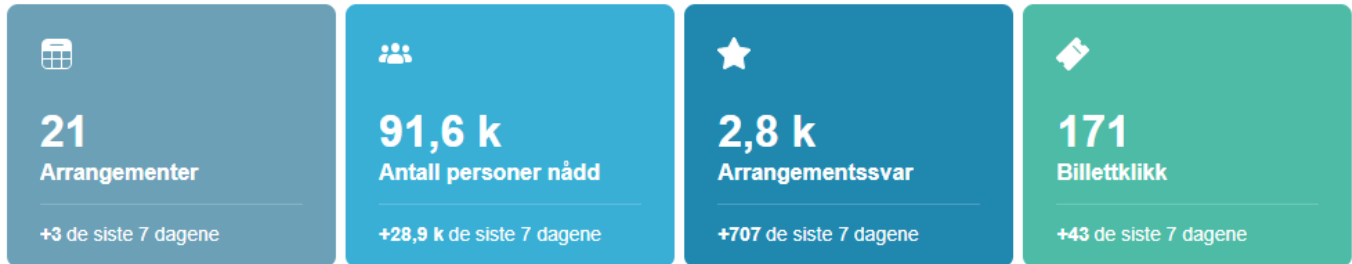 21
Arrangementer
+3 de siste 7 dagene
91,6 k
Antall personer nådd
+28,9 k de siste 7 dagene
2,8 k
Arrangementssvar
+707 de siste 7 dagene
171
Billettklikk
+43 de siste 7 dagene